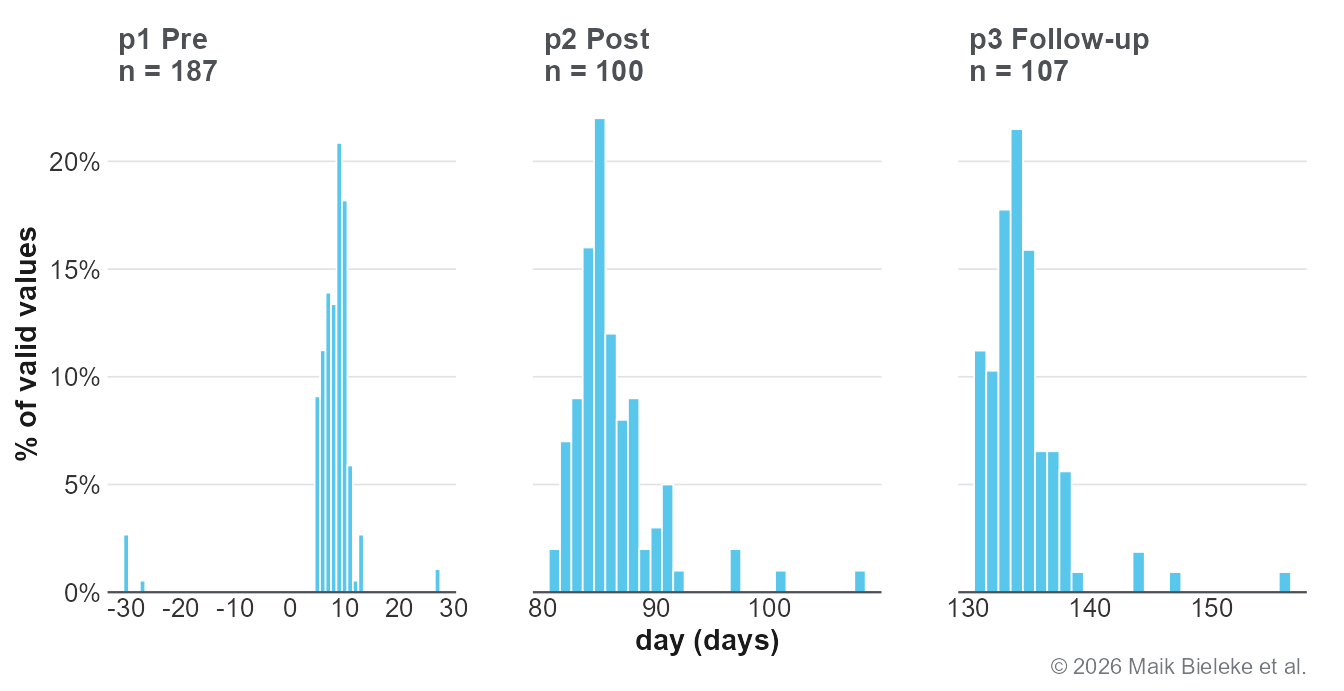 p1 Pre
n = 187
p2 Post
n = 100
p3 Follow-up
n = 107
% of valid values
20%
15%
10%
5%
0%
-30 -20 -10 0 10 20 30
80 90 100
130 140 150
day (days)
© 2026 Maik Bieleke et al.